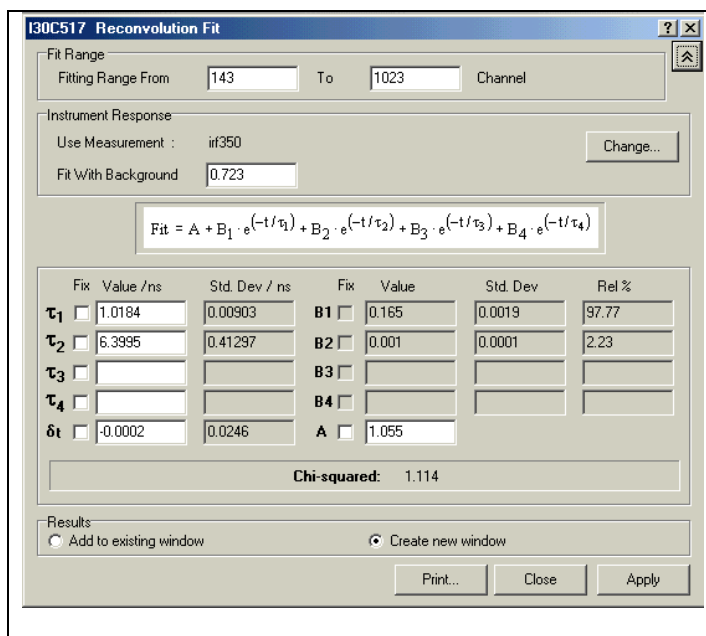 I30C517 Reconvolution Fit
Fit Range
Fitting Range From 143 To 1023 Channel
Instrument Response
Use Measurement : irf350
Change...
Fit With Background 0.723
Fit = A + B1 · e^(-t/τ1) + B2 · e^(-t/τ2) + B3 · e^(-t/τ3) + B4 · e^(-t/τ4)
Fix Value /ns Std. Dev / ns Fix Value Std. Dev Rel %
τ1 1.0184 0.00903 B1 0.165 0.0019 97.77
τ2 6.3995 0.41297 B2 0.001 0.0001 2.23
τ3 B3
τ4 B4
δt -0.0002 0.0246 A 1.055
Chi-squared: 1.114
Results
Add to existing window Create new window
Print... Close Apply